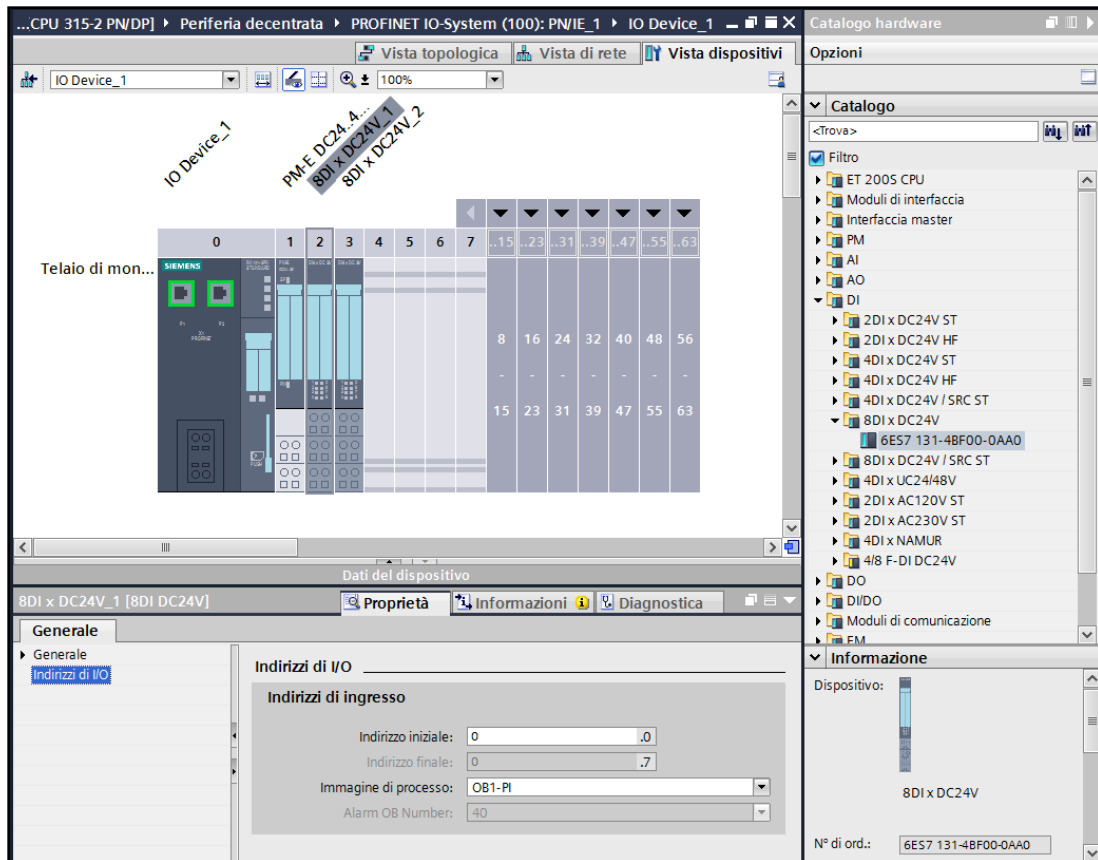 ...CPU 315-2 PN/DP] ▸ Periferia decentrata ▸ PROFINET IO-System (100): PN/IE_1 ▸ IO Device_1
Vista topologica Vista di rete Vista dispositivi
IO Device_1 100%
IO Device_1
PM-E DC24..4...
8DI x DC24V_1
8DI x DC24V_2
0 1 2 3 4 5 6 7 ..15 ..23 ..31 ..39 ..47 ..55 ..63
Telaio di mon...
SIEMENS
P1 P2
X1
PROFINET
PUSH
8 16 24 32 40 48 56
- - - - - - -
15 23 31 39 47 55 63
Dati del dispositivo
8DI x DC24V_1 [8DI DC24V]
Proprietà Informazioni Diagnostica
Generale
Generale
Indirizzi di I/O
Indirizzi di I/O
Indirizzi di ingresso
Indirizzo iniziale: 0 .0
Indirizzo finale: 0 .7
Immagine di processo: OB1-PI
Alarm OB Number: 40
Catalogo hardware
Opzioni
Catalogo
<Trova>
Filtro
ET 200S CPU
Moduli di interfaccia
Interfaccia master
PM
AI
AO
DI
2DI x DC24V ST
2DI x DC24V HF
4DI x DC24V ST
4DI x DC24V HF
4DI x DC24V / SRC ST
8DI x DC24V
6ES7 131-4BF00-0AA0
8DI x DC24V / SRC ST
4DI x UC24/48V
2DI x AC120V ST
2DI x AC230V ST
4DI x NAMUR
4/8 F-DI DC24V
DO
DI/DO
Moduli di comunicazione
FM
Informazione
Dispositivo:
8DI x DC24V
N° di ord.: 6ES7 131-4BF00-0AA0